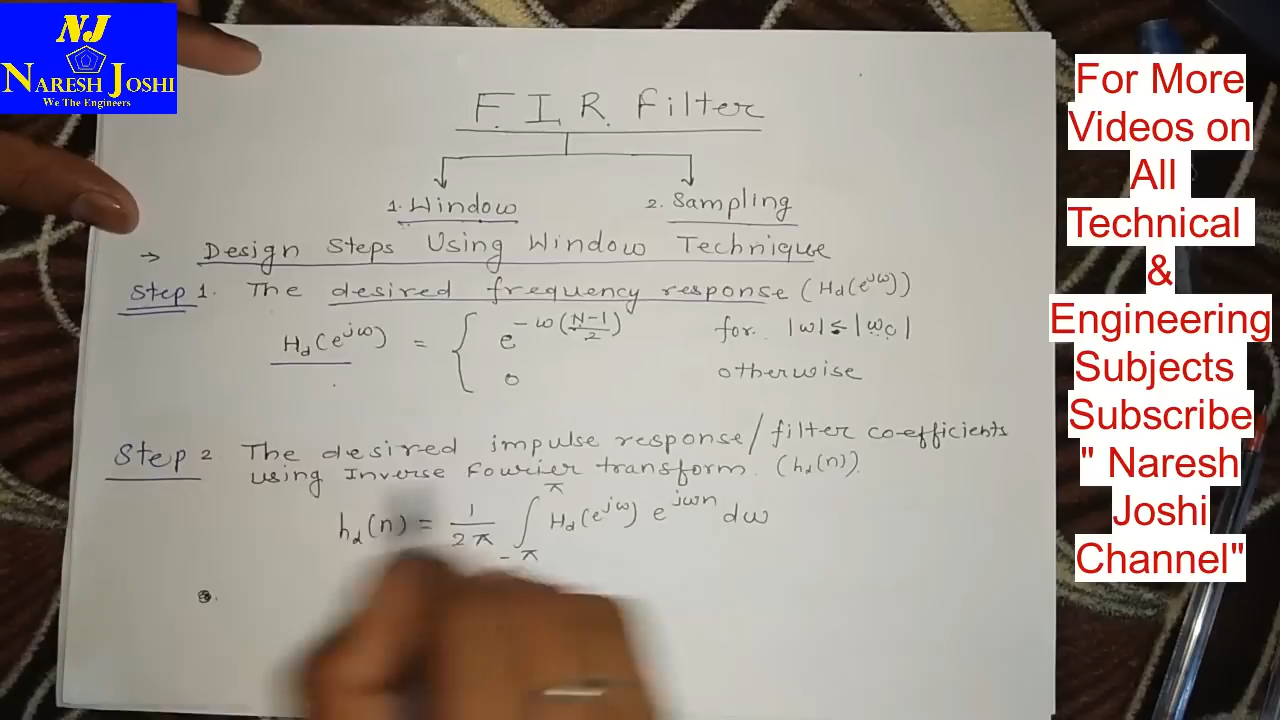 NJ
NARESH JOSHI
We The Engineers
F.I.R. Filter
1. Window 2. Sampling
→ Design Steps Using Window Technique
Step 1. The desired frequency response (Hd(e^jω))
Hd(e^jω) = { e^-ω(N-1/2) for |ω| ≤ |ωc|
0 otherwise
Step 2 The desired impulse response/filter co-efficients
using Inverse Fourier transform. (hd(n)).
hd(n) = 1/2π ∫ -π π Hd(e^jω) e^jωn dω
For More
Videos on
All
Technical
&
Engineering
Subjects
Subscribe
" Naresh
Joshi
Channel"